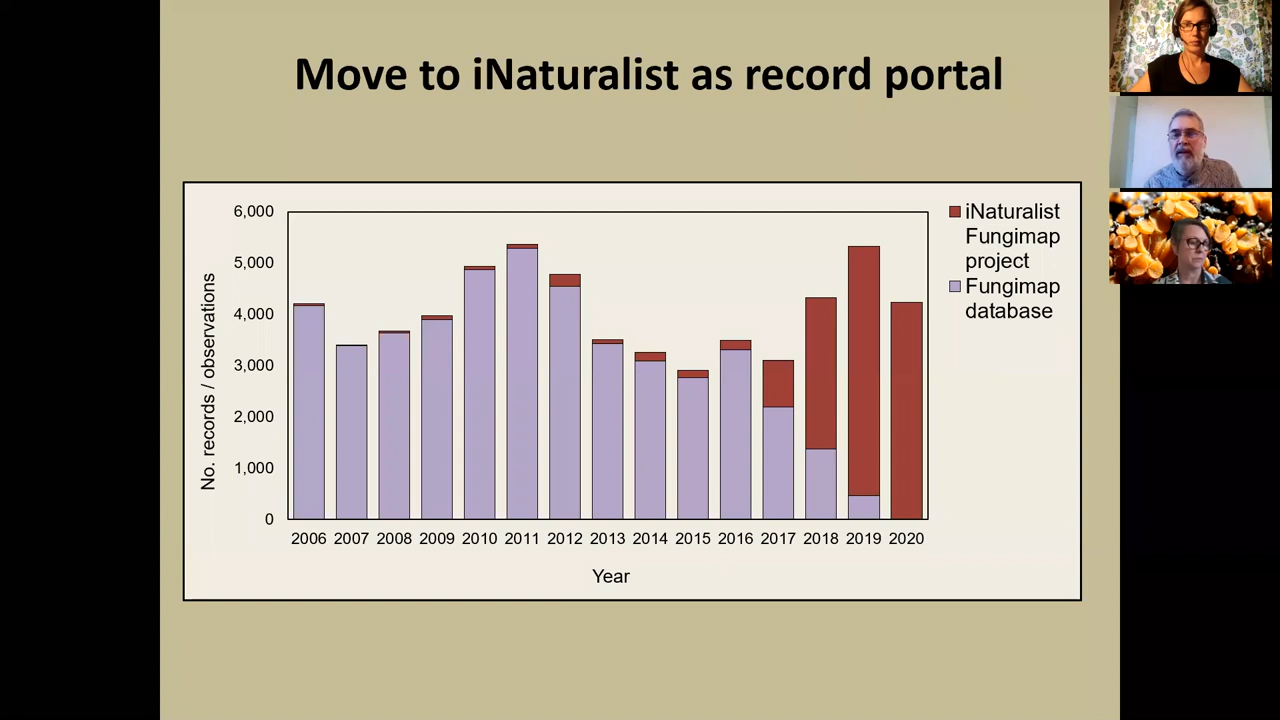 Move to iNaturalist as record portal
6,000
5,000
4,000
3,000
2,000
1,000
0
No. records / observations
2006 2007 2008 2009 2010 2011 2012 2013 2014 2015 2016 2017 2018 2019 2020
Year
iNaturalist
Fungimap
project
Fungimap
database